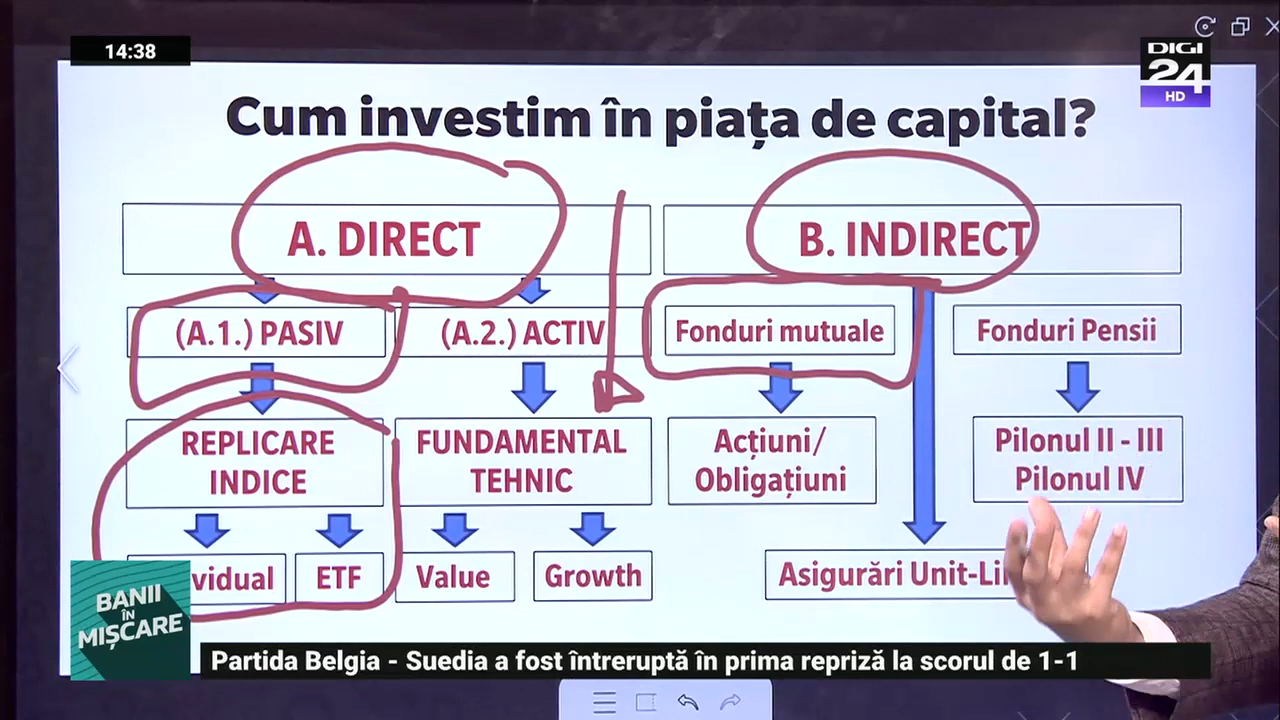 14:38
DIGI
24
HD
Cum investim în piața de capital?
A. DIRECT
B. INDIRECT
(A.1.) PASIV
(A.2.) ACTIV
Fonduri mutuale
Fonduri Pensii
REPLICARE
INDICE
FUNDAMENTAL
TEHNIC
Acțiuni/
Obligațiuni
Pilonul II - III
Pilonul IV
ETF
Value
Growth
Asigurări
BANII
ÎN
MIȘCARE
Partida Belgia - Suedia a fost întreruptă în prima repriză la scorul de 1-1